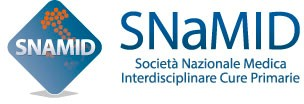 SNAMID
SNaMID
Società Nazionale Medica
Interdisciplinare Cure Primarie